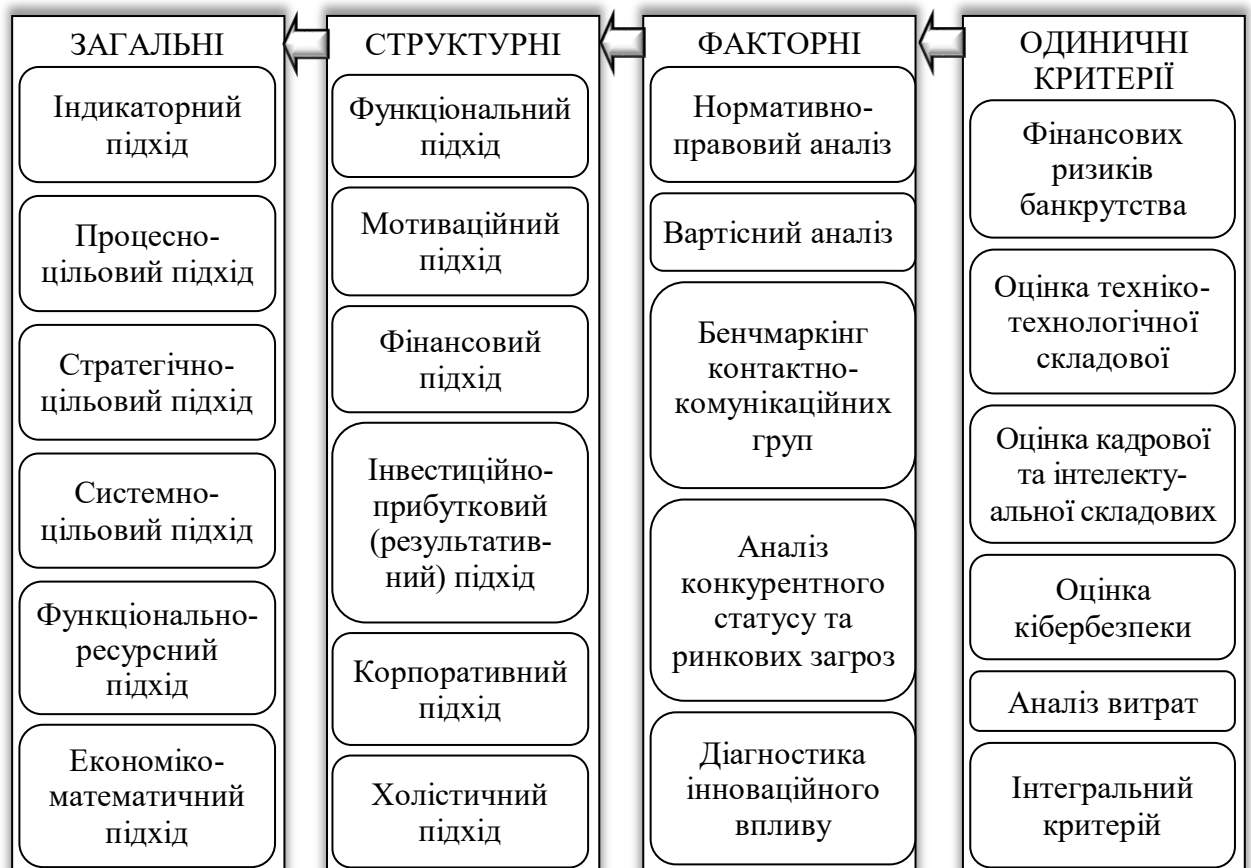 ЗАГАЛЬНІ
Індикаторний
підхід
Процесно-
цільовий підхід
Стратегічно-
цільовий підхід
Системно-
цільовий підхід
Функціонально-
ресурсний
підхід
Економіко-
математичний
підхід
СТРУКТУРНІ
Функціональний
підхід
Мотиваційний
підхід
Фінансовий
підхід
Інвестиційно-
прибутковий
(результатив-
ний) підхід
Корпоративний
підхід
Холістичний
підхід
ФАКТОРНІ
Нормативно-
правовий аналіз
Вартісний аналіз
Бенчмаркінг
контактно-
комунікаційних
груп
Аналіз
конкурентного
статусу та
ринкових загроз
Діагностика
інноваційного
впливу
ОДИНИЧНІ
КРИТЕРІЇ
Фінансових
ризиків
банкрутства
Оцінка техніко-
технологічної
складової
Оцінка кадрової
та інтелекту-
альної складових
Оцінка
кібербезпеки
Аналіз витрат
Інтегральний
критерій